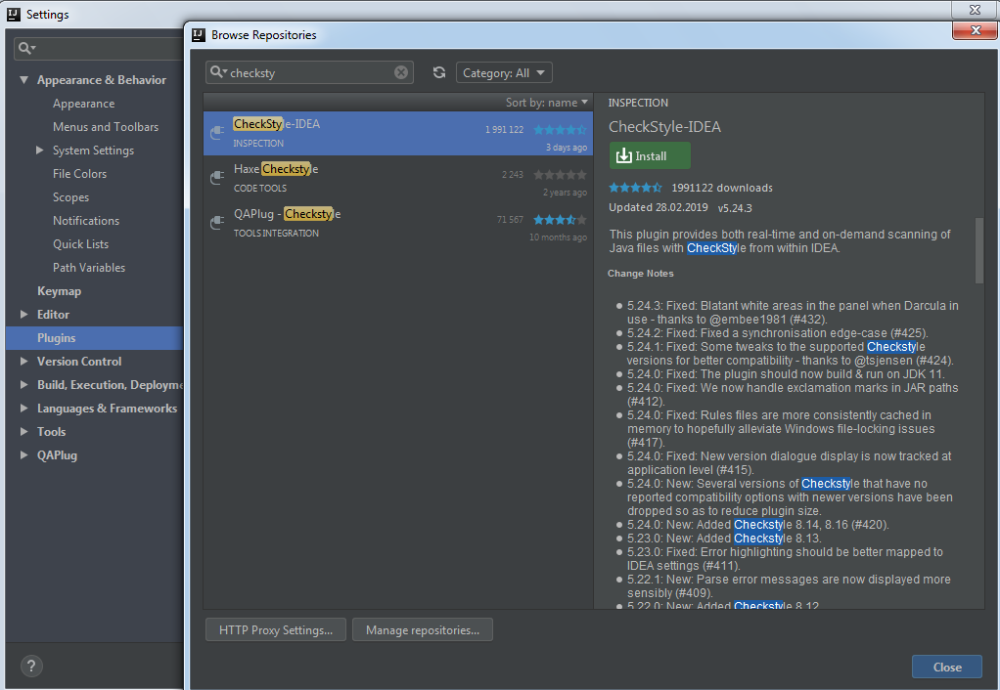 Settings
Appearance & Behavior
Appearance
Menus and Toolbars
System Settings
File Colors
Scopes
Notifications
Quick Lists
Path Variables
Keymap
Editor
Plugins
Version Control
Build, Execution, Deployme
Languages & Frameworks
Tools
QAPlug
?
Browse Repositories
checksty
Category: All
Sort by: name
CheckStyle-IDEA
1 991 122
INSPECTION
3 days ago
Haxe Checkstyle
2 243
CODE TOOLS
2 years ago
QAPlug - Checkstyle
71 567
TOOLS INTEGRATION
10 months ago
HTTP Proxy Settings...
Manage repositories...
INSPECTION
CheckStyle-IDEA
Install
1991122 downloads
Updated 28.02.2019 v5.24.3
This plugin provides both real-time and on-demand scanning of
Java files with CheckStyle from within IDEA.
Change Notes
5.24.3: Fixed: Blatant white areas in the panel when Darcula in
use - thanks to @embee1981 (#432).
5.24.2: Fixed: Fixed a synchronisation edge-case (#425).
5.24.1: Fixed: Some tweaks to the supported Checkstyle
versions for better compatibility - thanks to @tsjensen (#424).
5.24.0: Fixed: The plugin should now build & run on JDK 11.
5.24.0: Fixed: We now handle exclamation marks in JAR paths
(#412).
5.24.0: Fixed: Rules files are more consistently cached in
memory to hopefully alleviate Windows file-locking issues
(#417).
5.24.0: Fixed: New version dialogue display is now tracked at
application level (#415).
5.24.0: New: Several versions of Checkstyle that have no
reported compatibility options with newer versions have been
dropped so as to reduce plugin size.
5.24.0: New: Added Checkstyle 8.14, 8.16 (#420).
5.23.0: New: Added Checkstyle 8.13.
5.23.0: Fixed: Error highlighting should be better mapped to
IDEA settings (#411).
5.22.1: New: Parse error messages are now displayed more
sensibly (#409).
5.22.0: New: Added Checkstyle 8.12.
Close